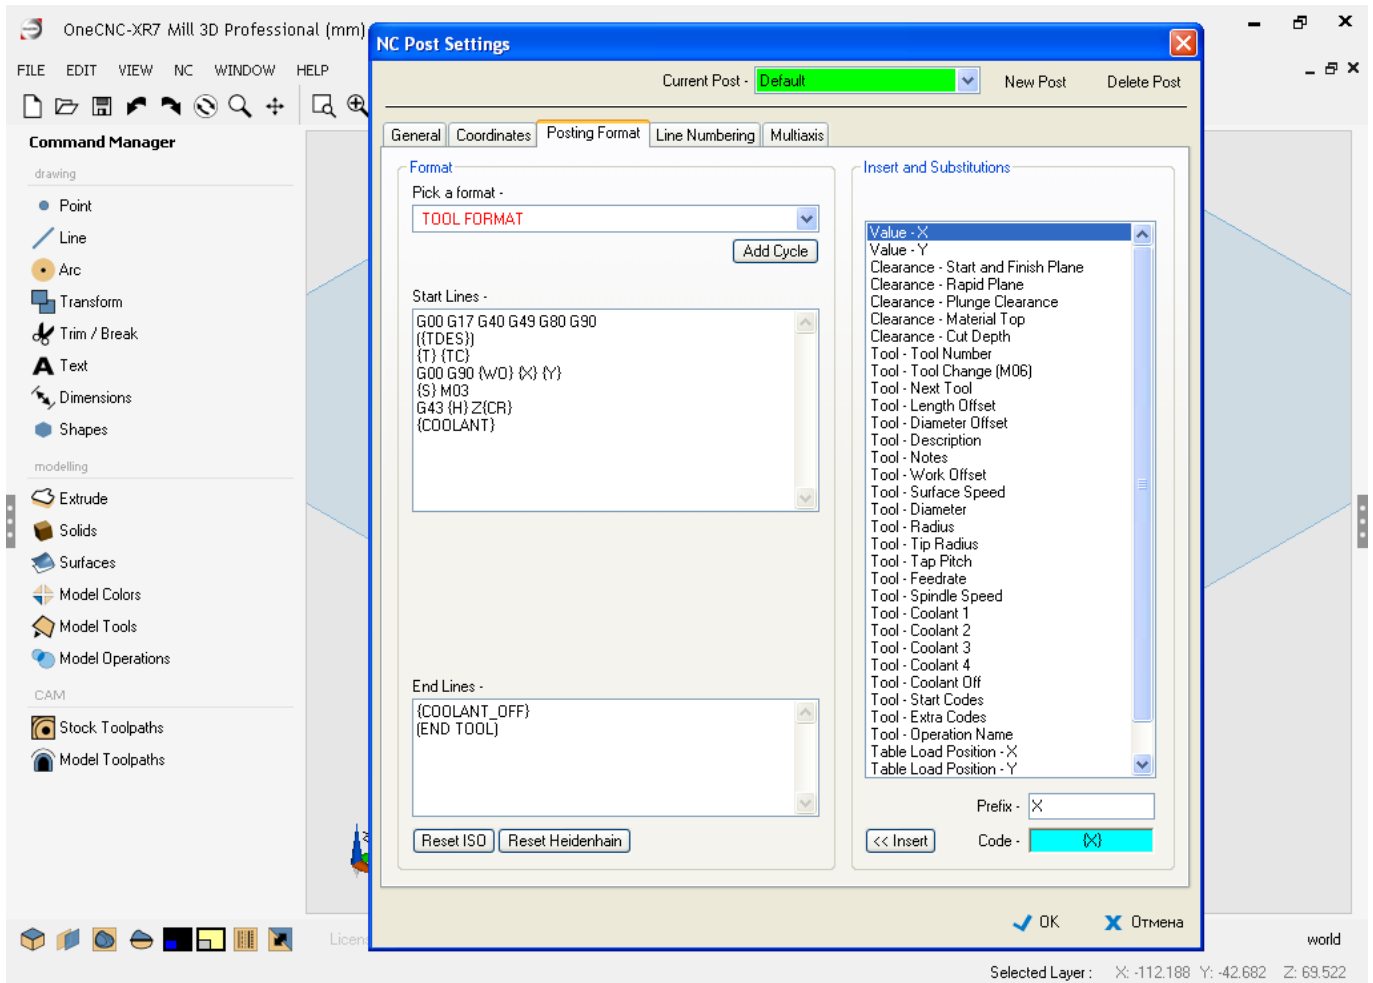 OneCNC-XR7 Mill 3D Professional (mm)
FILE EDIT VIEW NC WINDOW HELP
Command Manager
drawing
Point
Line
Arc
Transform
Trim / Break
Text
Dimensions
Shapes
modelling
Extrude
Solids
Surfaces
Model Colors
Model Tools
Model Operations
CAM
Stock Toolpaths
Model Toolpaths
NC Post Settings
Current Post - Default New Post Delete Post
General Coordinates Posting Format Line Numbering Multiaxis
Format
Pick a format -
TOOL FORMAT
Add Cycle
Start Lines -
G00 G17 G40 G49 G80 G90
({TDES})
{T} {TC}
G00 G90 {WO} {X} {Y}
{S} M03
G43 {H} Z{CR}
{COOLANT}
End Lines -
{COOLANT_OFF}
(END TOOL)
Reset ISO Reset Heidenhain
Insert and Substitutions
Value - X
Value - Y
Clearance - Start and Finish Plane
Clearance - Rapid Plane
Clearance - Plunge Clearance
Clearance - Material Top
Clearance - Cut Depth
Tool - Tool Number
Tool - Tool Change (M06)
Tool - Next Tool
Tool - Length Offset
Tool - Diameter Offset
Tool - Description
Tool - Notes
Tool - Work Offset
Tool - Surface Speed
Tool - Diameter
Tool - Radius
Tool - Tip Radius
Tool - Tap Pitch
Tool - Feedrate
Tool - Spindle Speed
Tool - Coolant 1
Tool - Coolant 2
Tool - Coolant 3
Tool - Coolant 4
Tool - Coolant Off
Tool - Start Codes
Tool - Extra Codes
Tool - Operation Name
Table Load Position - X
Table Load Position - Y
Prefix - X
<< Insert Code - {X}
OK Отмена
world
Selected Layer : X: -112.188 Y: -42.682 Z: 69.522